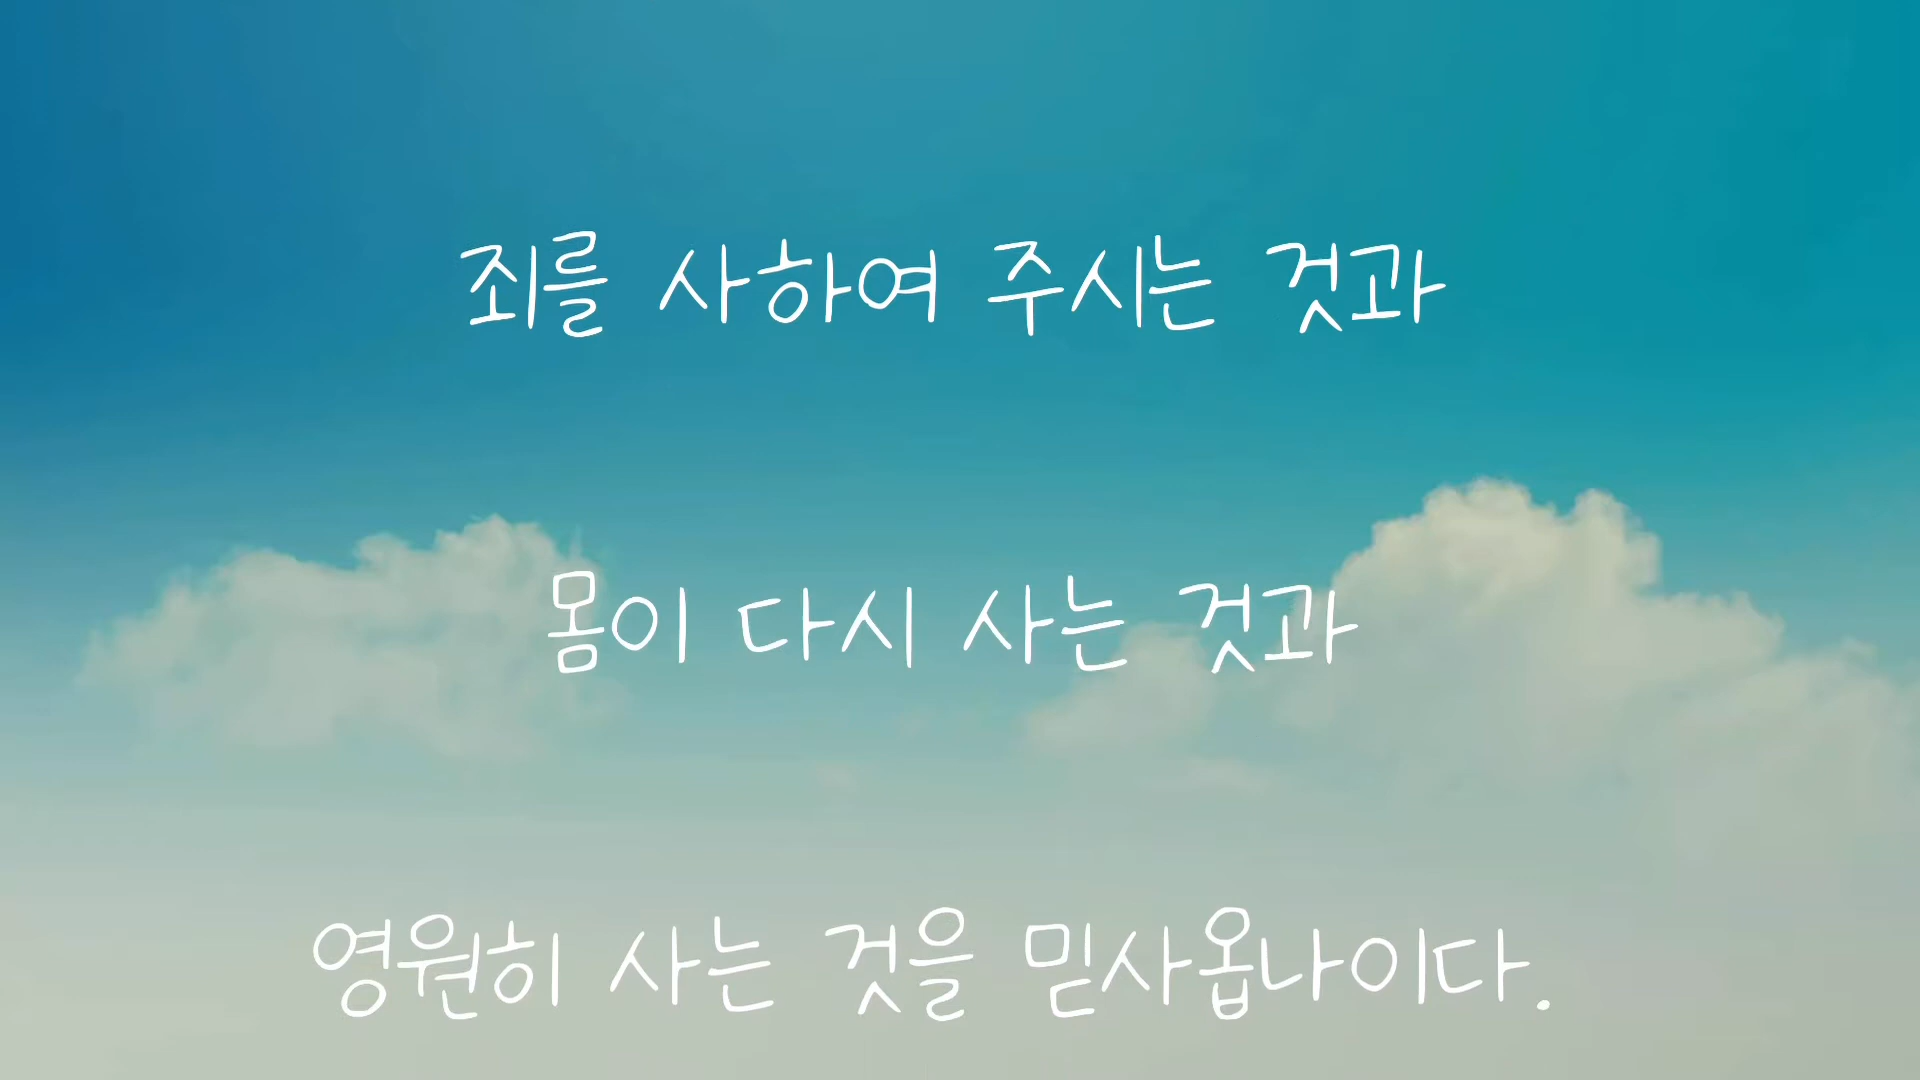 죄를 사하여 주시는 것과
몸이 다시 사는 것과
영원히 사는 것을 믿사옵나이다.